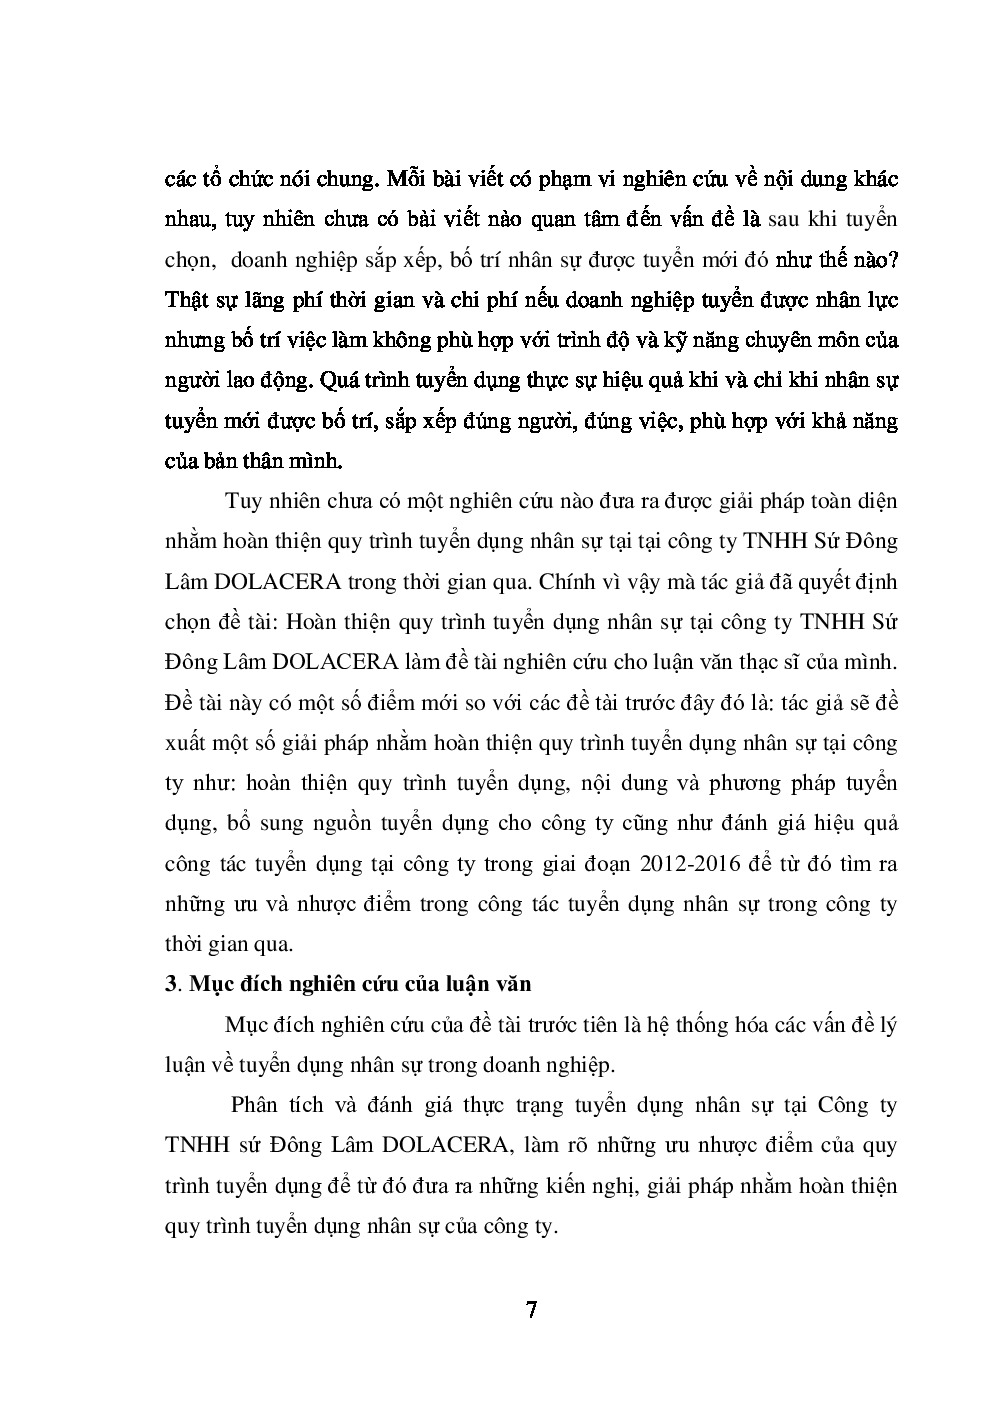 các tổ chức nói chung. Mỗi bài viết có phạm vi nghiên cứu về nội dung khác
nhau, tuy nhiên chưa có bài viết nào quan tâm đến vấn đề là sau khi tuyển
chọn, doanh nghiệp sắp xếp, bố trí nhân sự được tuyển mới đó như thế nào?
Thật sự lãng phí thời gian và chi phí nếu doanh nghiệp tuyển được nhân lực
nhưng bố trí việc làm không phù hợp với trình độ và kỹ năng chuyên môn của
người lao động. Quá trình tuyển dụng thực sự hiệu quả khi và chỉ khi nhân sự
tuyển mới được bố trí, sắp xếp đúng người, đúng việc, phù hợp với khả năng
của bản thân mình.
Tuy nhiên chưa có một nghiên cứu nào đưa ra được giải pháp toàn diện
nhằm hoàn thiện quy trình tuyển dụng nhân sự tại tại công ty TNHH Sứ Đông
Lâm DOLACERA trong thời gian qua. Chính vì vậy mà tác giả đã quyết định
chọn đề tài: Hoàn thiện quy trình tuyển dụng nhân sự tại công ty TNHH Sứ
Đông Lâm DOLACERA làm đề tài nghiên cứu cho luận văn thạc sĩ của mình.
Đề tài này có một số điểm mới so với các đề tài trước đây đó là: tác giả sẽ đề
xuất một số giải pháp nhằm hoàn thiện quy trình tuyển dụng nhân sự tại công
ty như: hoàn thiện quy trình tuyển dụng, nội dung và phương pháp tuyển
dụng, bổ sung nguồn tuyển dụng cho công ty cũng như đánh giá hiệu quả
công tác tuyển dụng tại công ty trong giai đoạn 2012-2016 để từ đó tìm ra
những ưu và nhược điểm trong công tác tuyển dụng nhân sự trong công ty
thời gian qua.
3. Mục đích nghiên cứu của luận văn
Mục đích nghiên cứu của đề tài trước tiên là hệ thống hóa các vấn đề lý
luận về tuyển dụng nhân sự trong doanh nghiệp.
Phân tích và đánh giá thực trạng tuyển dụng nhân sự tại Công ty
TNHH sứ Đông Lâm DOLACERA, làm rõ những ưu nhược điểm của quy
trình tuyển dụng để từ đó đưa ra những kiến nghị, giải pháp nhằm hoàn thiện
quy trình tuyển dụng nhân sự của công ty.
7